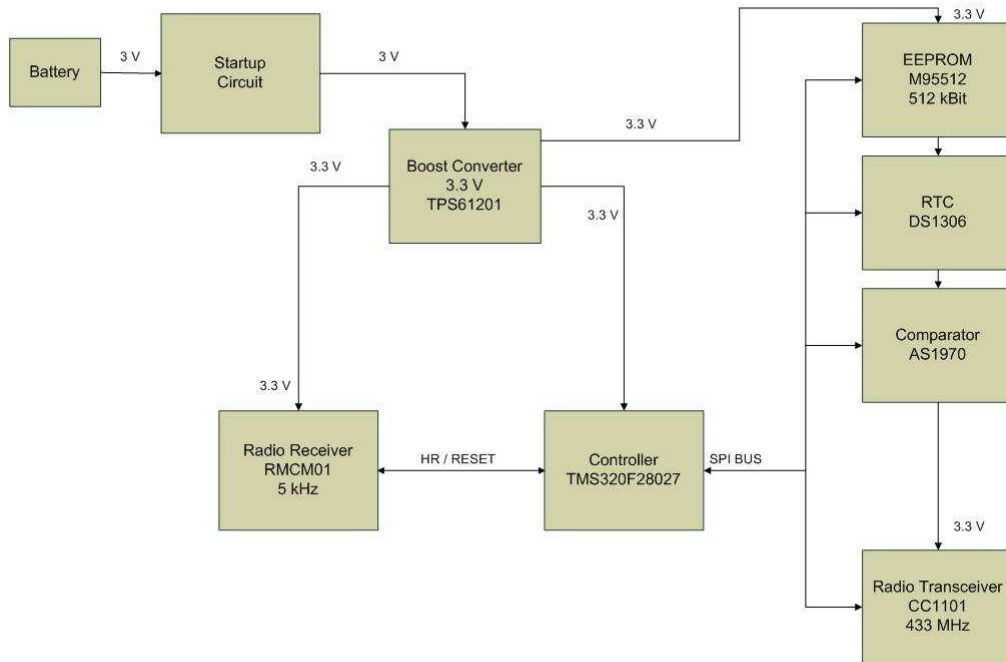 3.3 V
3 V
Battery
Startup
Circuit
3 V
EEPROM
M95512
512 kBit
3.3 V
3.3 V
Boost Converter
3.3 V
TPS61201
3.3 V
RTC
DS1306
Comparator
AS1970
3.3 V
Radio Receiver
RMCM01
5 kHz
HR / RESET
Controller
TMS320F28027
SPI BUS
3.3 V
Radio Transceiver
CC1101
433 MHz